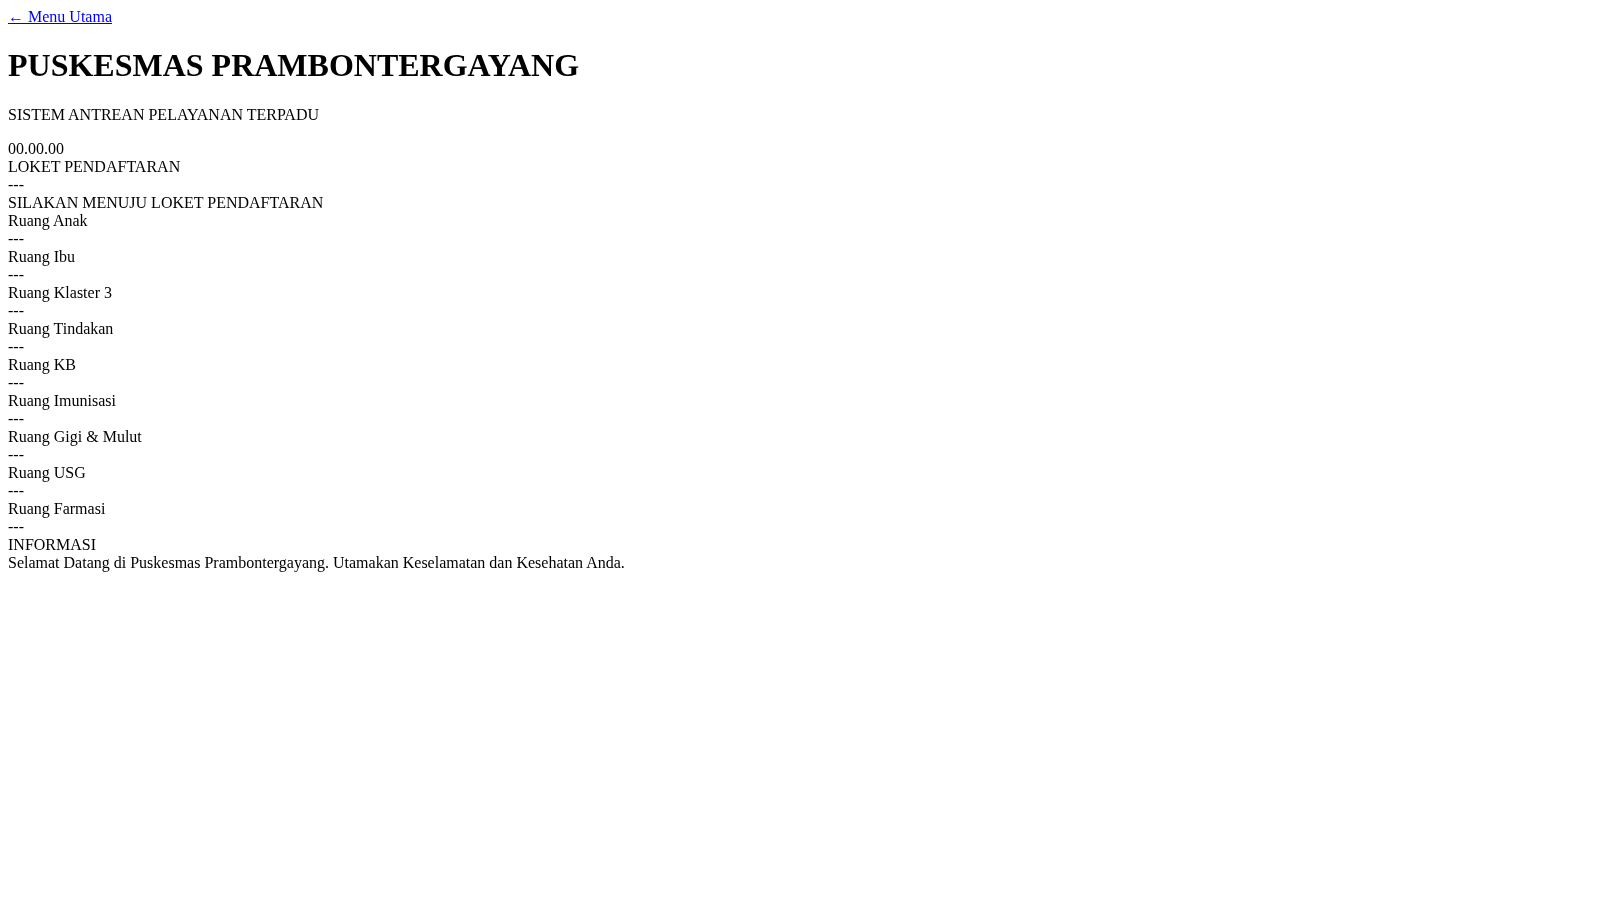 ← Menu Utama
PUSKESMAS PRAMBONTERGAYANG
SISTEM ANTREAN PELAYANAN TERPADU
00.00.00
LOKET PENDAFTARAN
---
SILAKAN MENUJU LOKET PENDAFTARAN
Ruang Anak
---
Ruang Ibu
---
Ruang Klaster 3
---
Ruang Tindakan
---
Ruang KB
---
Ruang Imunisasi
---
Ruang Gigi & Mulut
---
Ruang USG
---
Ruang Farmasi
---
INFORMASI
Selamat Datang di Puskesmas Prambontergayang. Utamakan Keselamatan dan Kesehatan Anda.